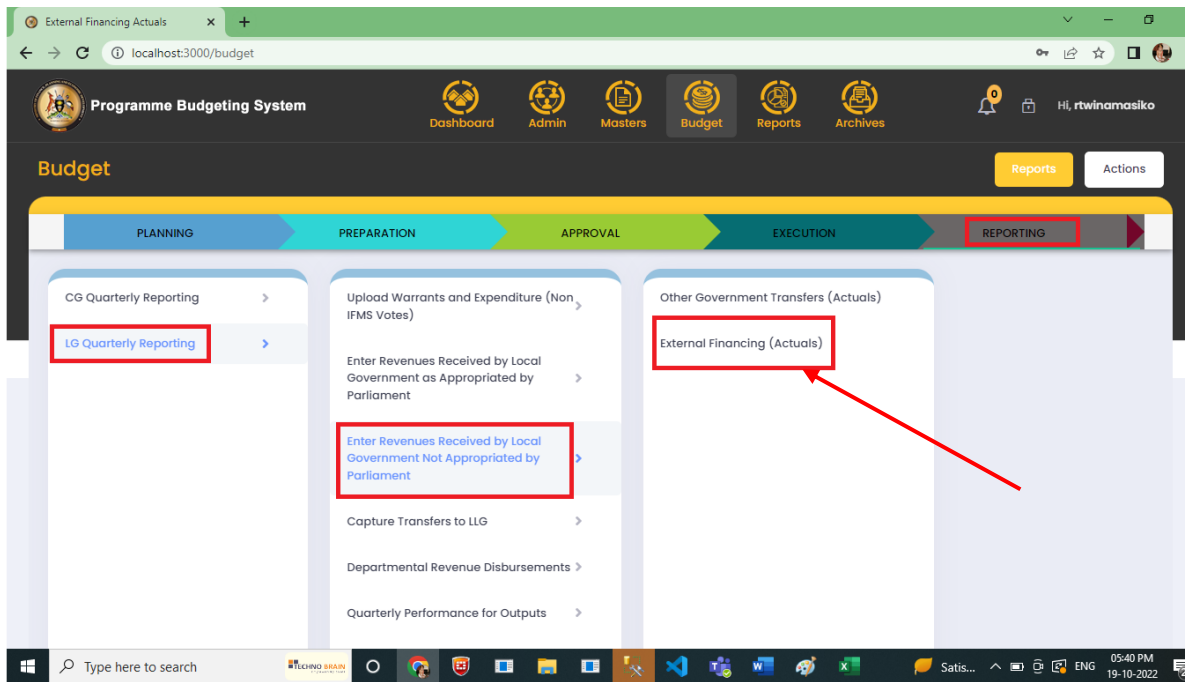 External Financing Actuals
localhost:3000/budget
Programme Budgeting System
Dashboard
Admin
Masters
Budget
Reports
Archives
0
Hi, rtwinamasiko
Budget
Reports
Actions
PLANNING
PREPARATION
APPROVAL
EXECUTION
REPORTING
CG Quarterly Reporting
LG Quarterly Reporting
Upload Warrants and Expenditure (Non
IFMS Votes)
Enter Revenues Received by Local
Government as Appropriated by
Parliament
Enter Revenues Received by Local
Government Not Appropriated by
Parliament
Capture Transfers to LLG
Departmental Revenue Disbursements
Quarterly Performance for Outputs
Other Government Transfers (Actuals)
External Financing (Actuals)
Type here to search
TECHNO BRAIN
Satis...
ENG
05:40 PM
19-10-2022